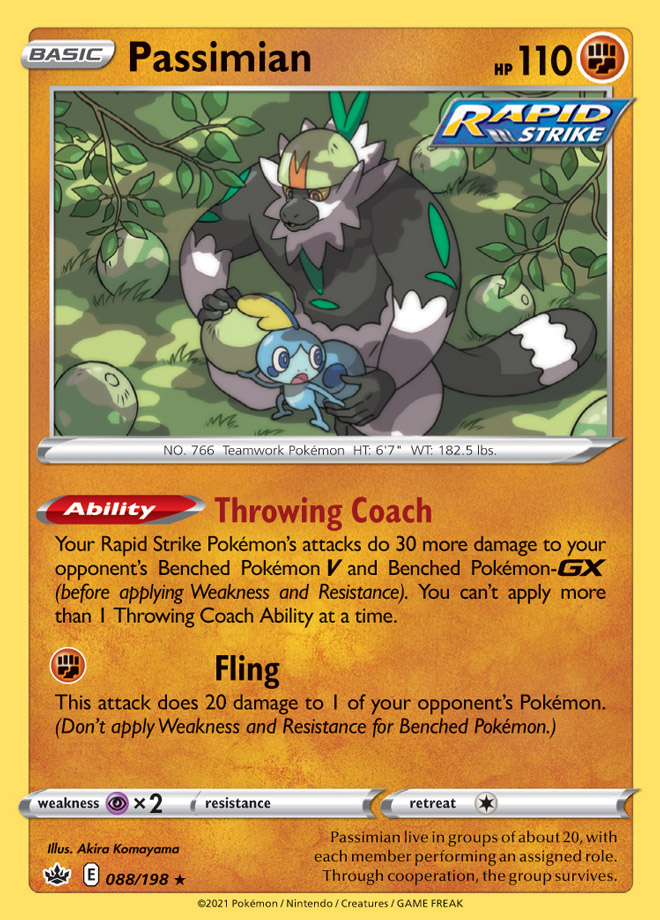 BASIC
Passimian
HP 110
RAPID
STRIKE
NO. 766 Teamwork Pokémon HT: 6'7" WT: 182.5 lbs.
Ability Throwing Coach
Your Rapid Strike Pokémon's attacks do 30 more damage to your
opponent's Benched Pokémon V and Benched Pokémon-GX
(before applying Weakness and Resistance). You can't apply more
than 1 Throwing Coach Ability at a time.
Fling
This attack does 20 damage to 1 of your opponent's Pokémon.
(Don't apply Weakness and Resistance for Benched Pokémon.)
weakness ×2 resistance retreat
Illus. Akira Komayama
E 088/198 ★
Passimian live in groups of about 20, with
each member performing an assigned role.
Through cooperation, the group survives.
©2021 Pokémon / Nintendo / Creatures / GAME FREAK